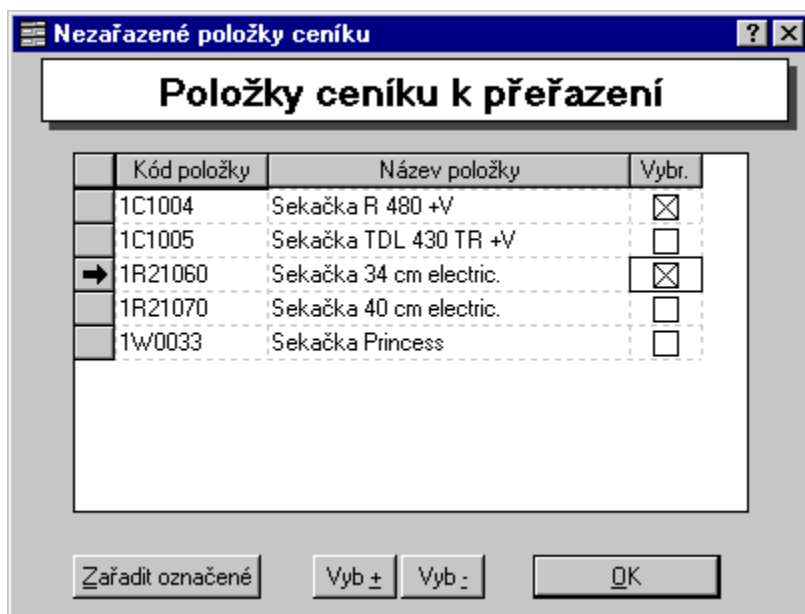 Nezařazené položky ceníku
Položky ceníku k přeřazení
Kód položky Název položky Vybr.
1C1004 Sekačka R 480 +V
1C1005 Sekačka TDL 430 TR +V
1R21060 Sekačka 34 cm electric.
1R21070 Sekačka 40 cm electric.
1W0033 Sekačka Princess
Zařadit označené Vyb + Vyb - OK